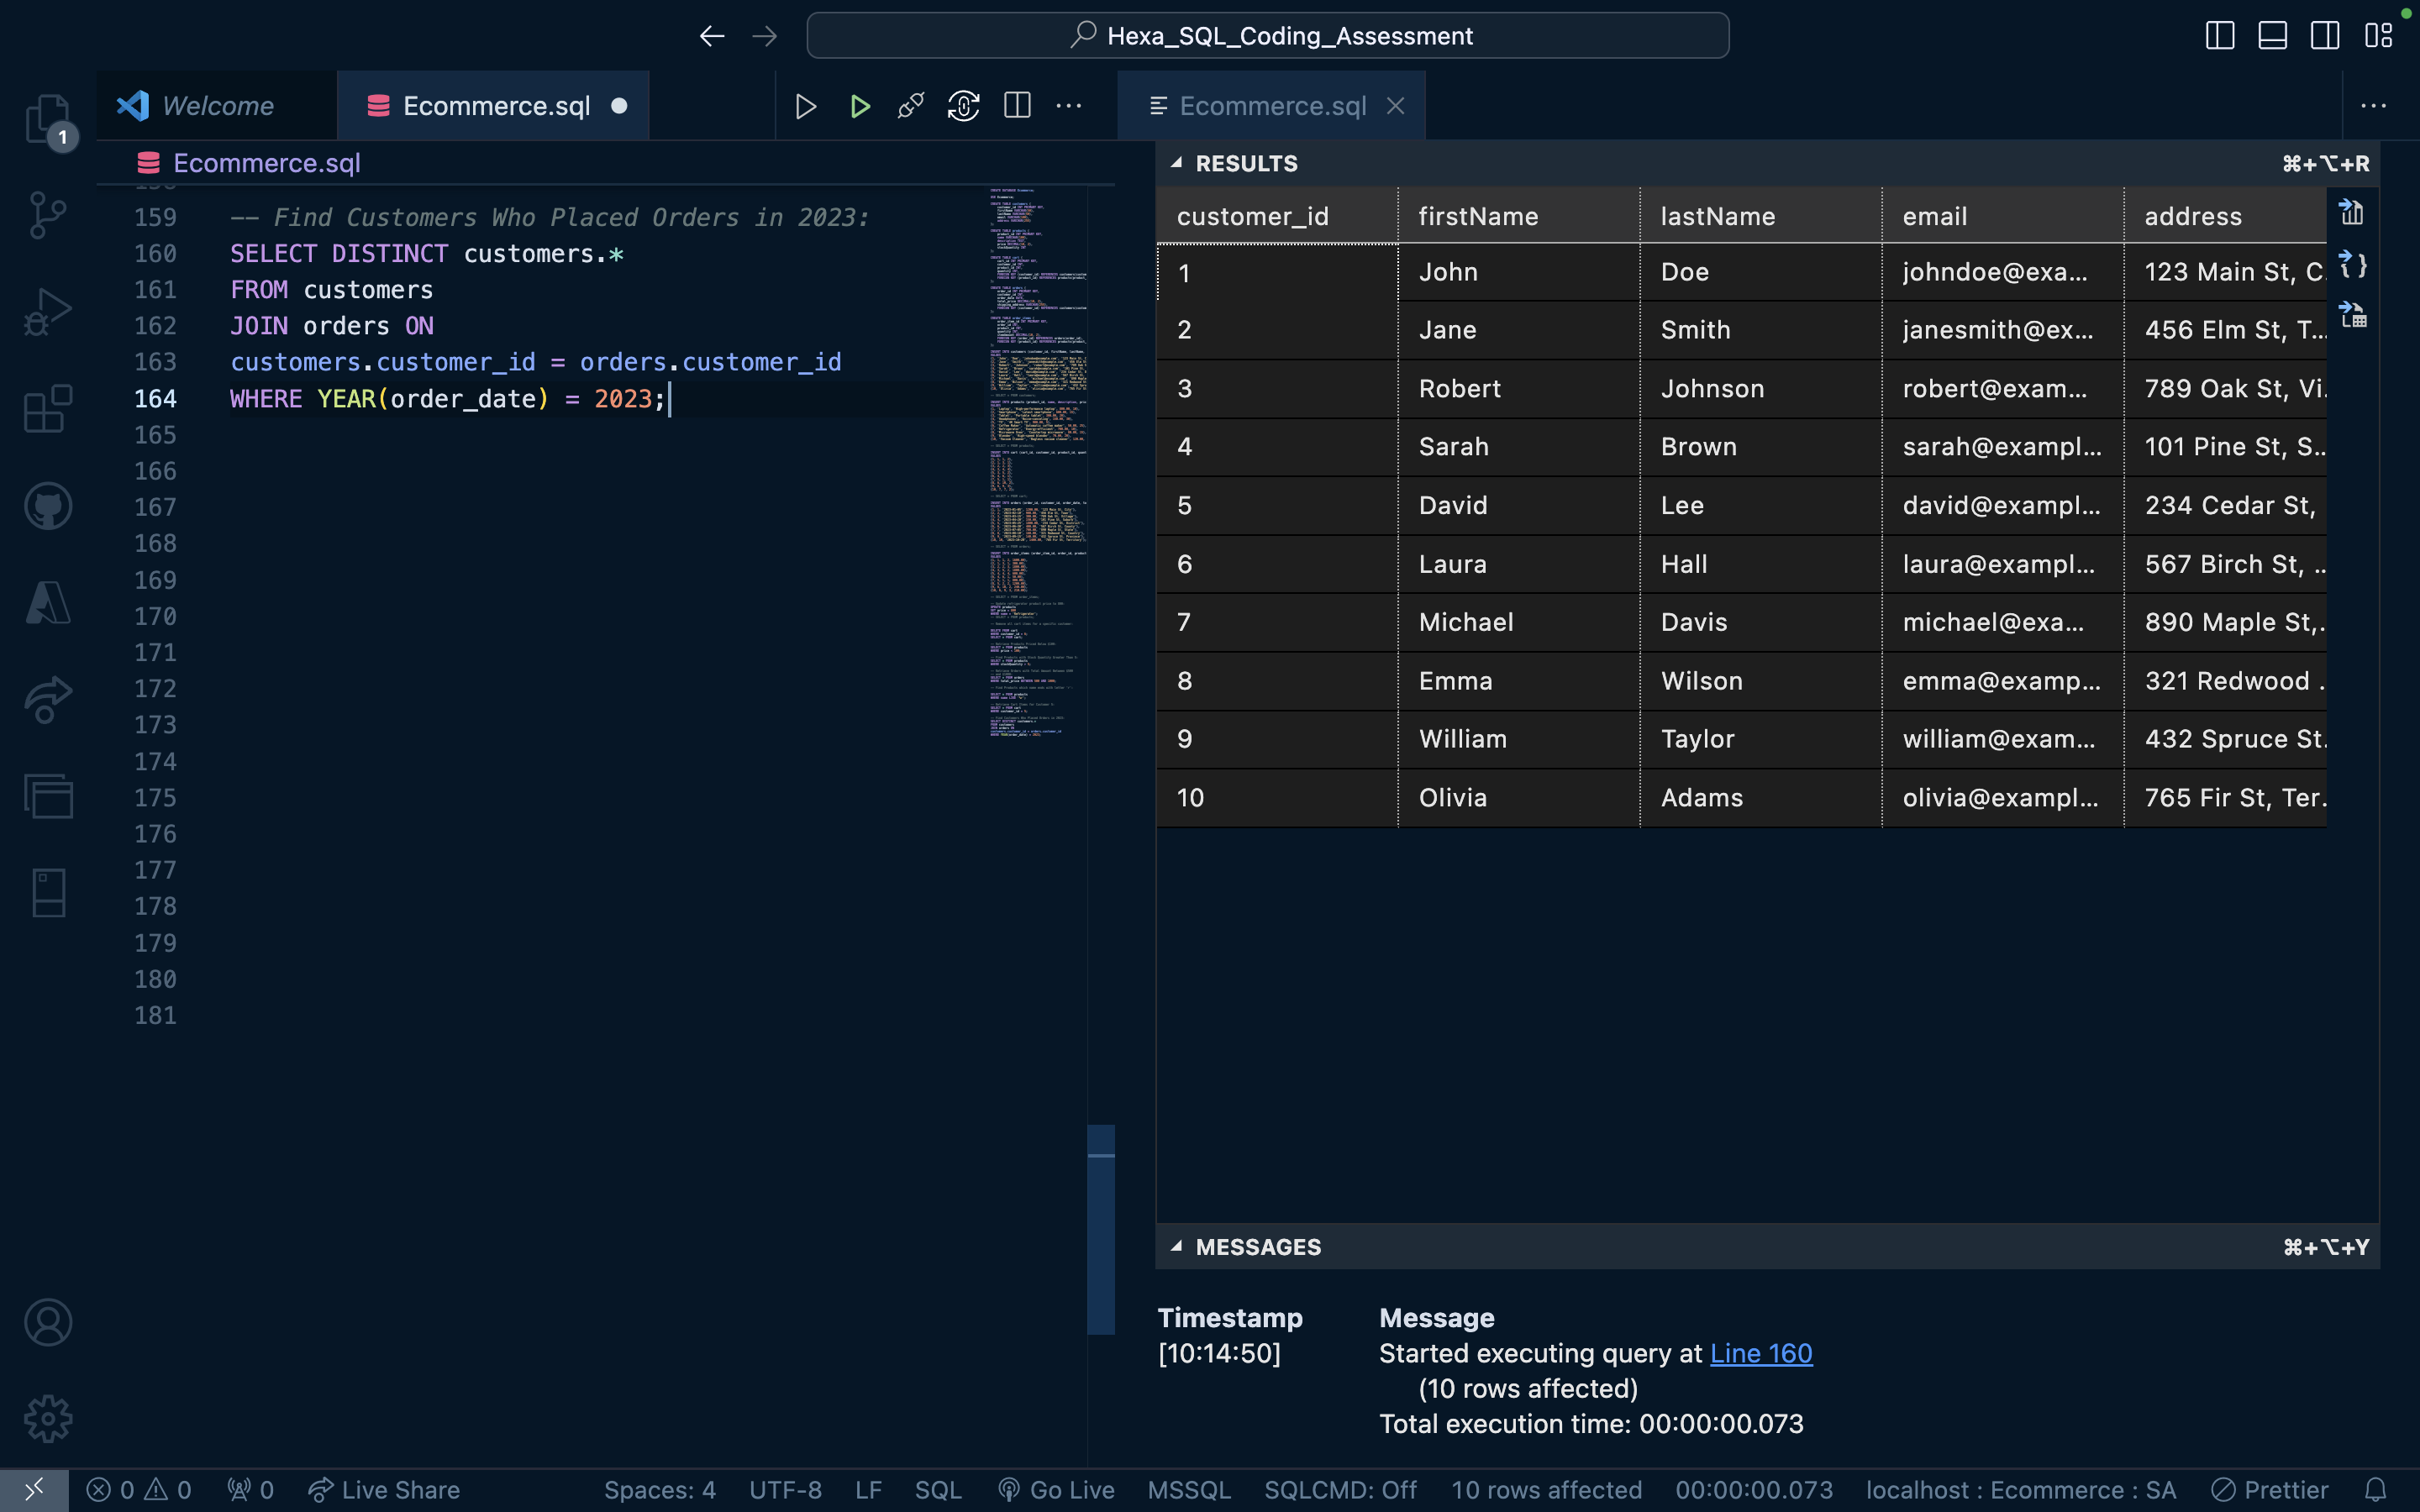 Hexa_SQL_Coding_Assessment
Welcome
Ecommerce.sql
Ecommerce.sql
1
Ecommerce.sql
159 -- Find Customers Who Placed Orders in 2023:
160 SELECT DISTINCT customers.*
161 FROM customers
162 JOIN orders ON
163 customers.customer_id = orders.customer_id
164 WHERE YEAR(order_date) = 2023;
165
166
167
168
169
170
171
172
173
174
175
176
177
178
179
180
181
RESULTS ⌘+⌥+R
customer_id firstName lastName email address
1 John Doe johndoe@exa... 123 Main St, C.
2 Jane Smith janesmith@ex... 456 Elm St, T...
3 Robert Johnson robert@exam... 789 Oak St, Vi.
4 Sarah Brown sarah@exampl... 101 Pine St, S..
5 David Lee david@exampl... 234 Cedar St,
6 Laura Hall laura@exampl... 567 Birch St, ..
7 Michael Davis michael@exa... 890 Maple St,.
8 Emma Wilson emma@examp... 321 Redwood .
9 William Taylor william@exam... 432 Spruce St.
10 Olivia Adams olivia@exampl... 765 Fir St, Ter.
MESSAGES ⌘+⌥+Y
Timestamp Message
[10:14:50] Started executing query at Line 160
(10 rows affected)
Total execution time: 00:00:00.073
0 0 0 Live Share Spaces: 4 UTF-8 LF SQL Go Live MSSQL SQLCMD: Off 10 rows affected 00:00:00.073 localhost : Ecommerce : SA Prettier